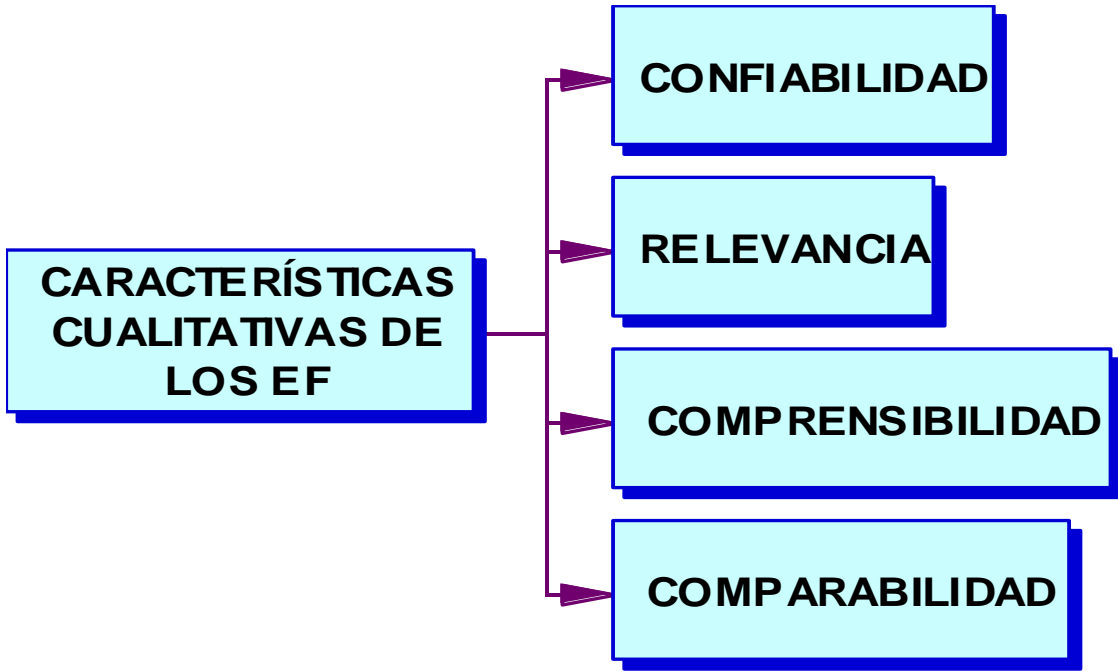 CARACTERÍSTICAS
CUALITATIVAS DE
LOS EF
CONFIABILIDAD
RELEVANCIA
COMPRENSIBILIDAD
COMPARABILIDAD